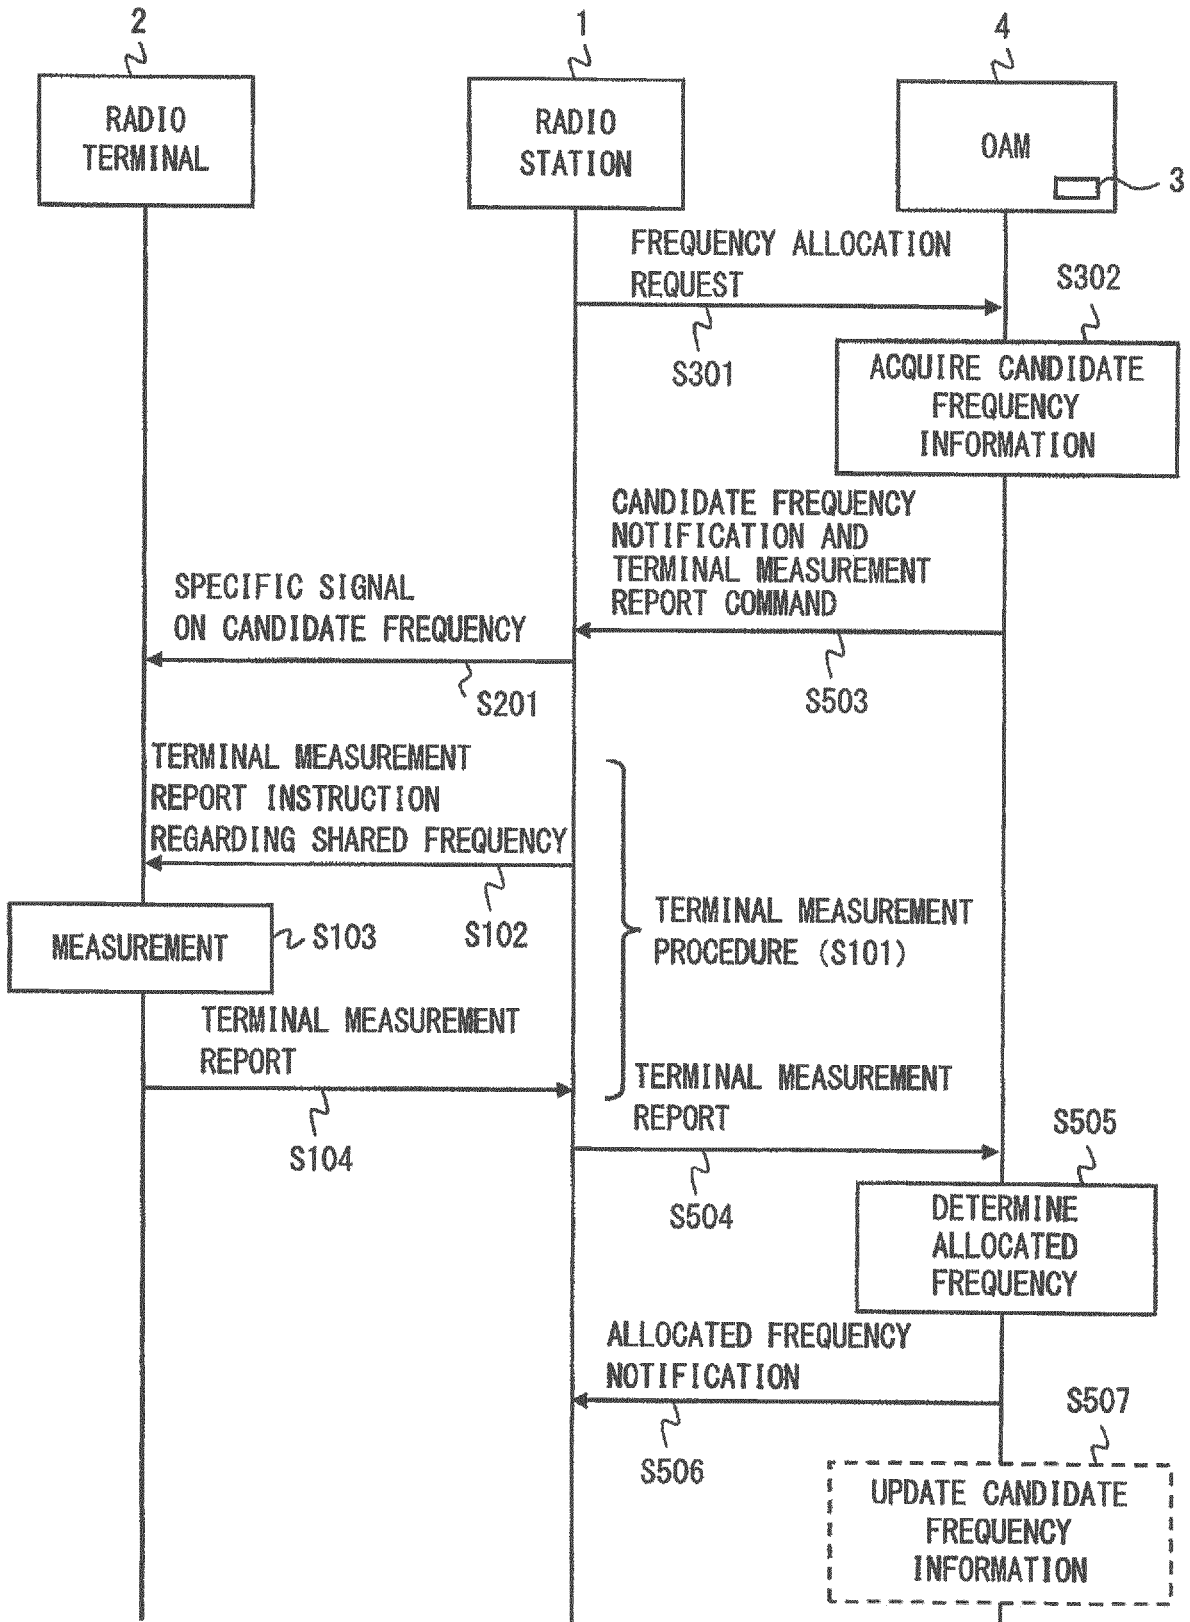 2
1
4
RADIO
TERMINAL
RADIO
STATION
OAM
3
FREQUENCY ALLOCATION
REQUEST
S301
S302
ACQUIRE CANDIDATE
FREQUENCY
INFORMATION
CANDIDATE FREQUENCY
NOTIFICATION AND
TERMINAL MEASUREMENT
REPORT COMMAND
S503
SPECIFIC SIGNAL
ON CANDIDATE FREQUENCY
S201
TERMINAL MEASUREMENT
REPORT INSTRUCTION
REGARDING SHARED FREQUENCY
S102
MEASUREMENT
S103
TERMINAL MEASUREMENT
PROCEDURE (S101)
TERMINAL MEASUREMENT
REPORT
S104
TERMINAL MEASUREMENT
REPORT
S504
S505
DETERMINE
ALLOCATED
FREQUENCY
ALLOCATED FREQUENCY
NOTIFICATION
S506
S507
UPDATE CANDIDATE
FREQUENCY
INFORMATION